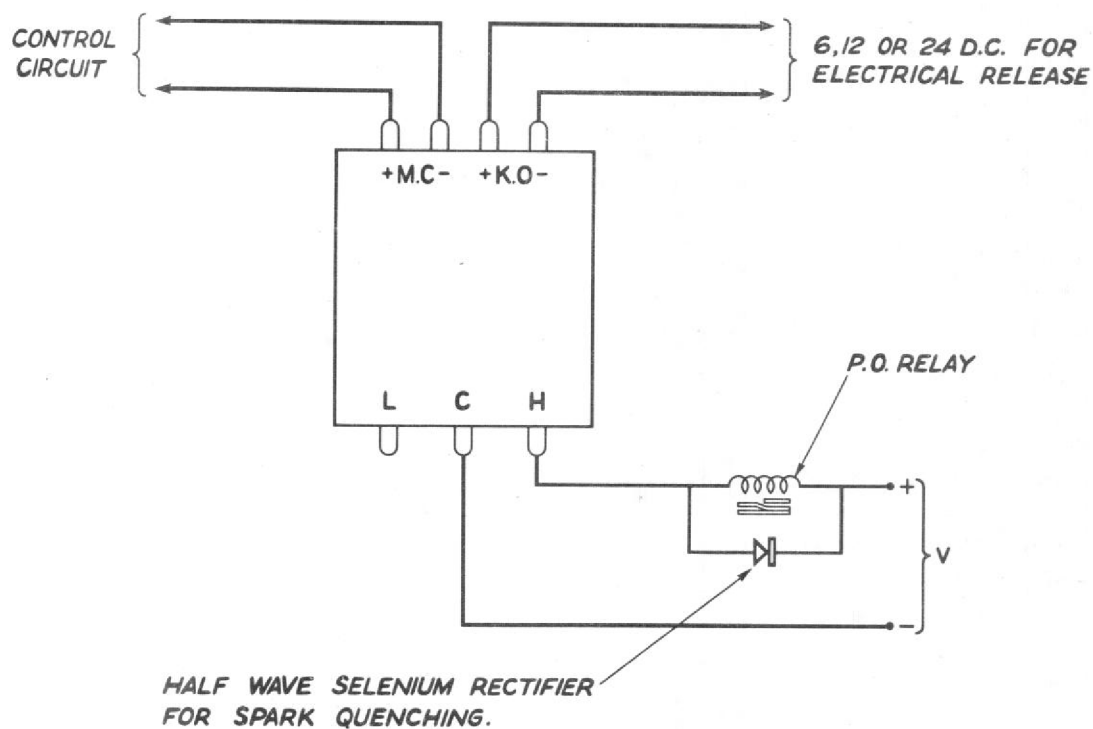 CONTROL
CIRCUIT
6,12 OR 24 D.C. FOR
ELECTRICAL RELEASE
+M.C- +K.O-
L C H
P.O. RELAY
+
V
-
HALF WAVE SELENIUM RECTIFIER
FOR SPARK QUENCHING.